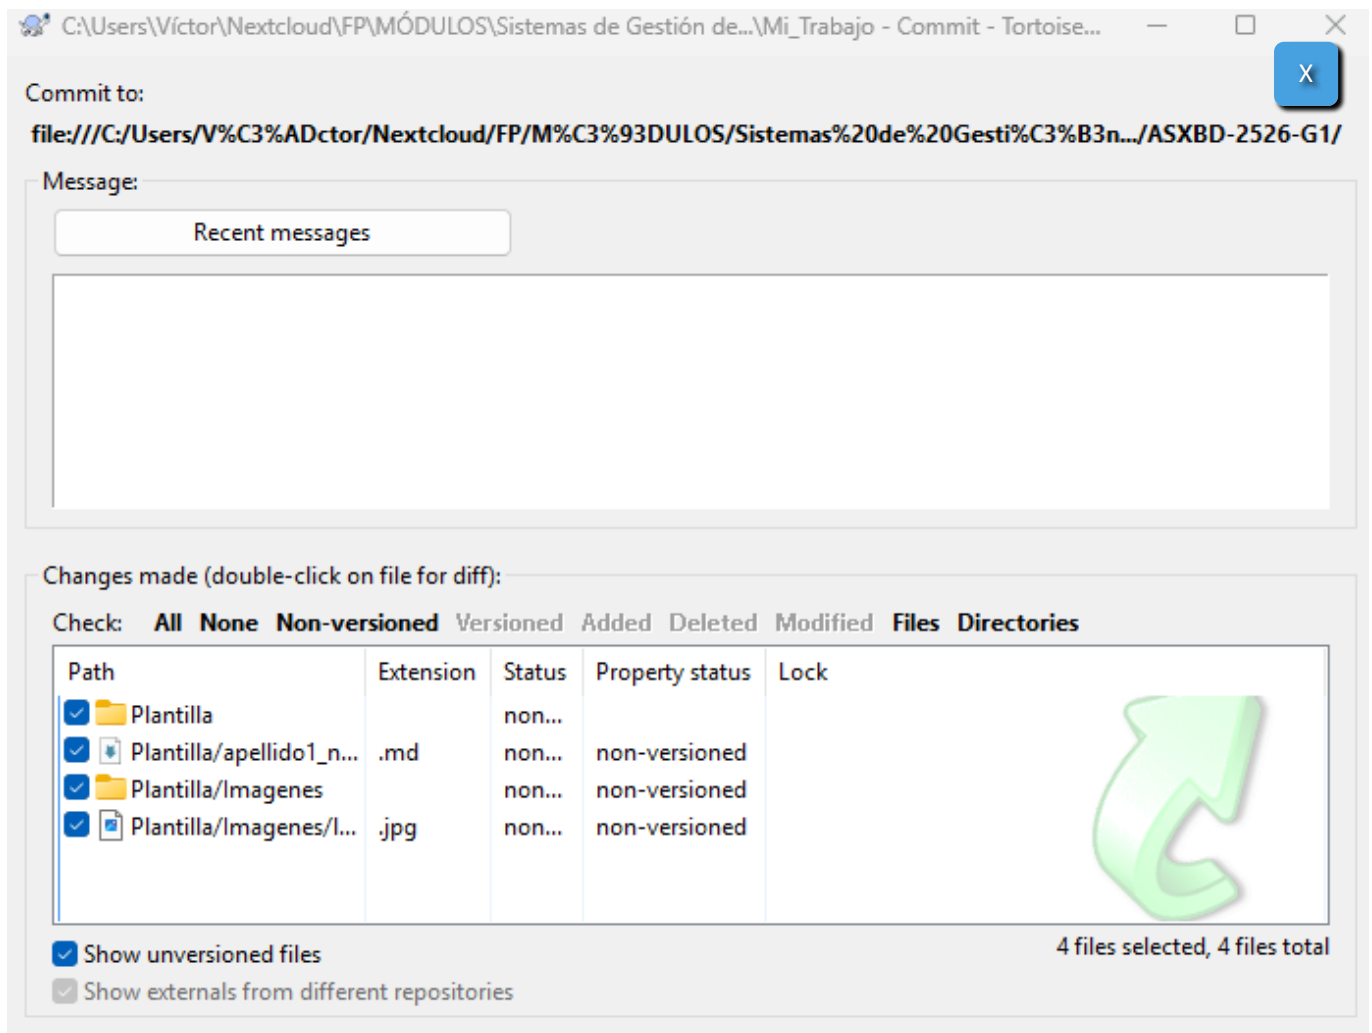 C:\Users\Víctor\Nextcloud\FP\MÓDULOS\Sistemas de Gestión de...\Mi_Trabajo - Commit - Tortoise...
X
Commit to:
file:///C:/Users/V%C3%ADctor/Nextcloud/FP/M%C3%93DULOS/Sistemas%20de%20Gesti%C3%B3n.../ASXBD-2526-G1/
Message:
Recent messages
Changes made (double-click on file for diff):
Check: All None Non-versioned Versioned Added Deleted Modified Files Directories
Path Extension Status Property status Lock
Plantilla non...
Plantilla/apellido1_n... .md non... non-versioned
Plantilla/Imagenes non... non-versioned
Plantilla/Imagenes/l... .jpg non... non-versioned
Show unversioned files
4 files selected, 4 files total
Show externals from different repositories